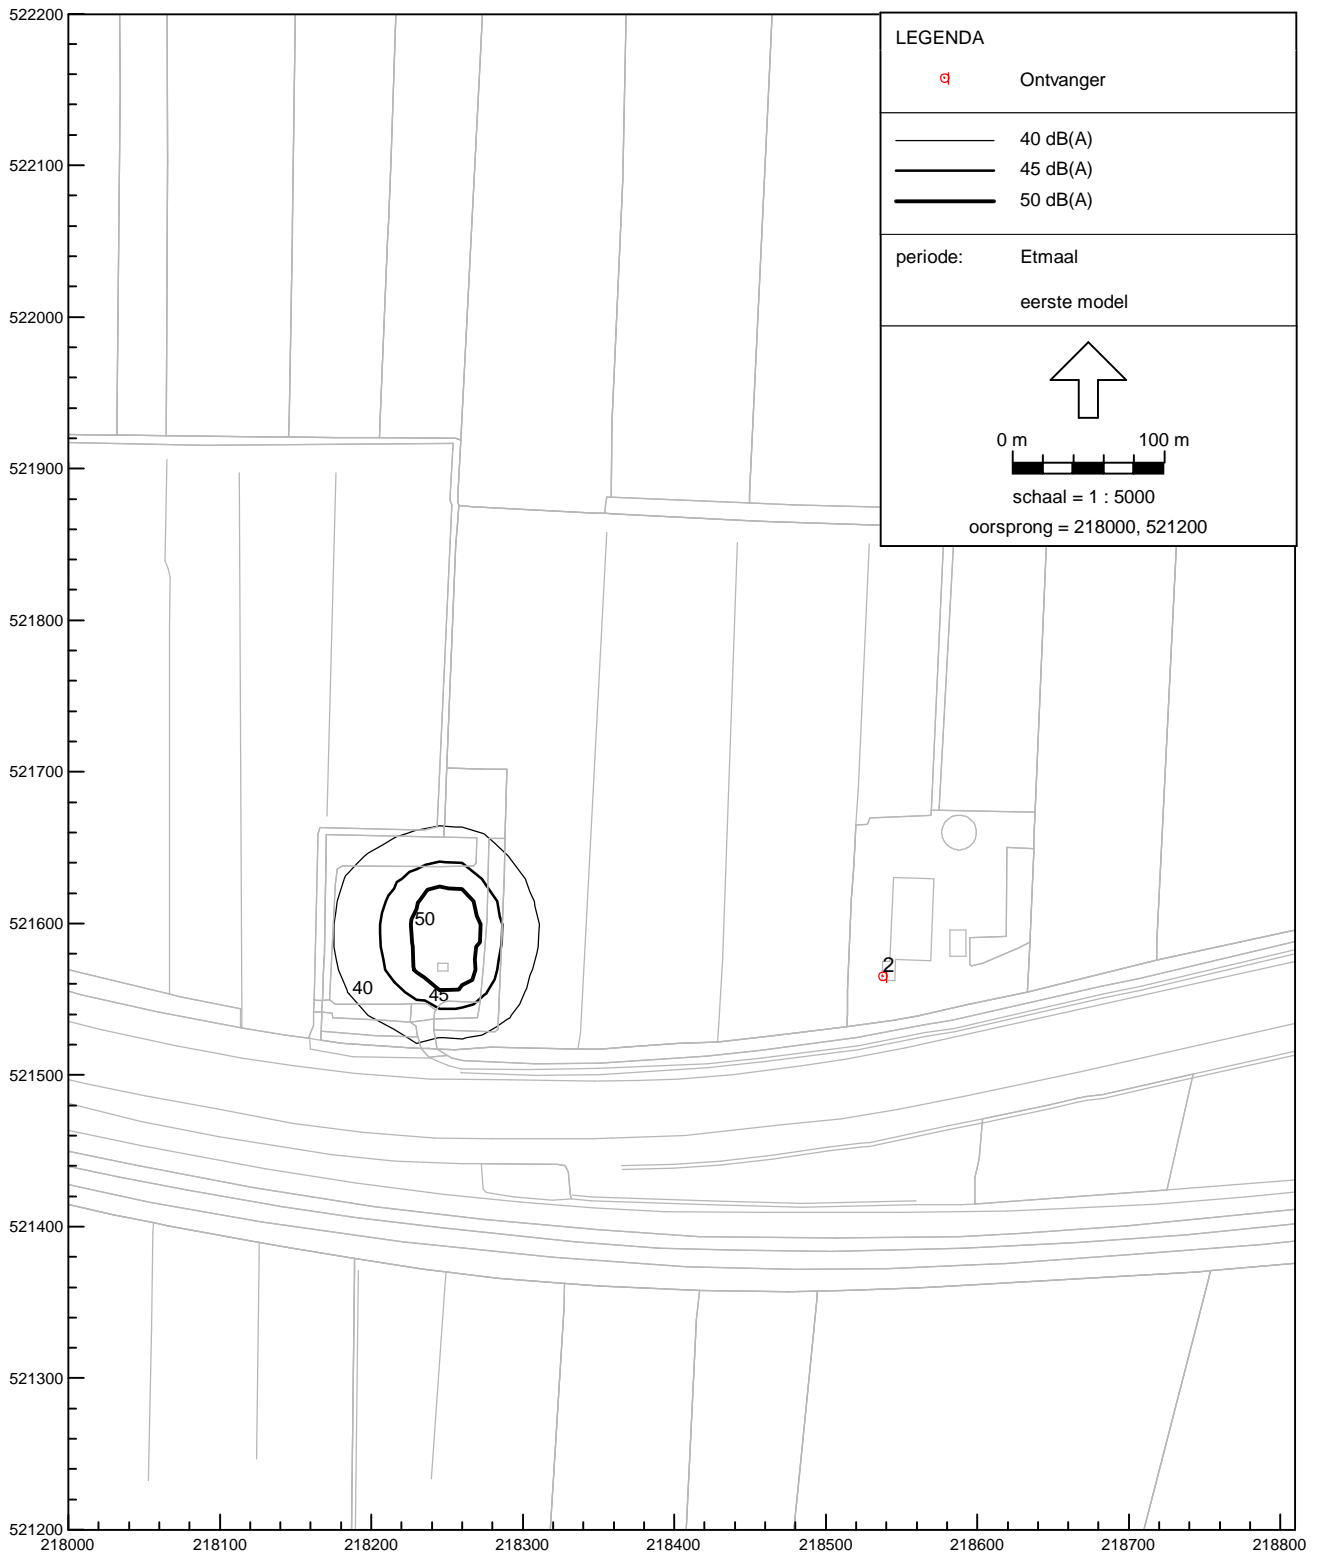 522200
LEGENDA
Ontvanger
522100
40 dB(A)
45 dB(A)
50 dB(A)
periode: Etmaal
eerste model
522000
0 m 100 m
521900
schaal = 1 : 5000
oorsprong = 218000, 521200
521800
521700
521600
50
2
40
45
521500
521400
521300
521200
218000 218100 218200 218300 218400 218500 218600 218700 218800